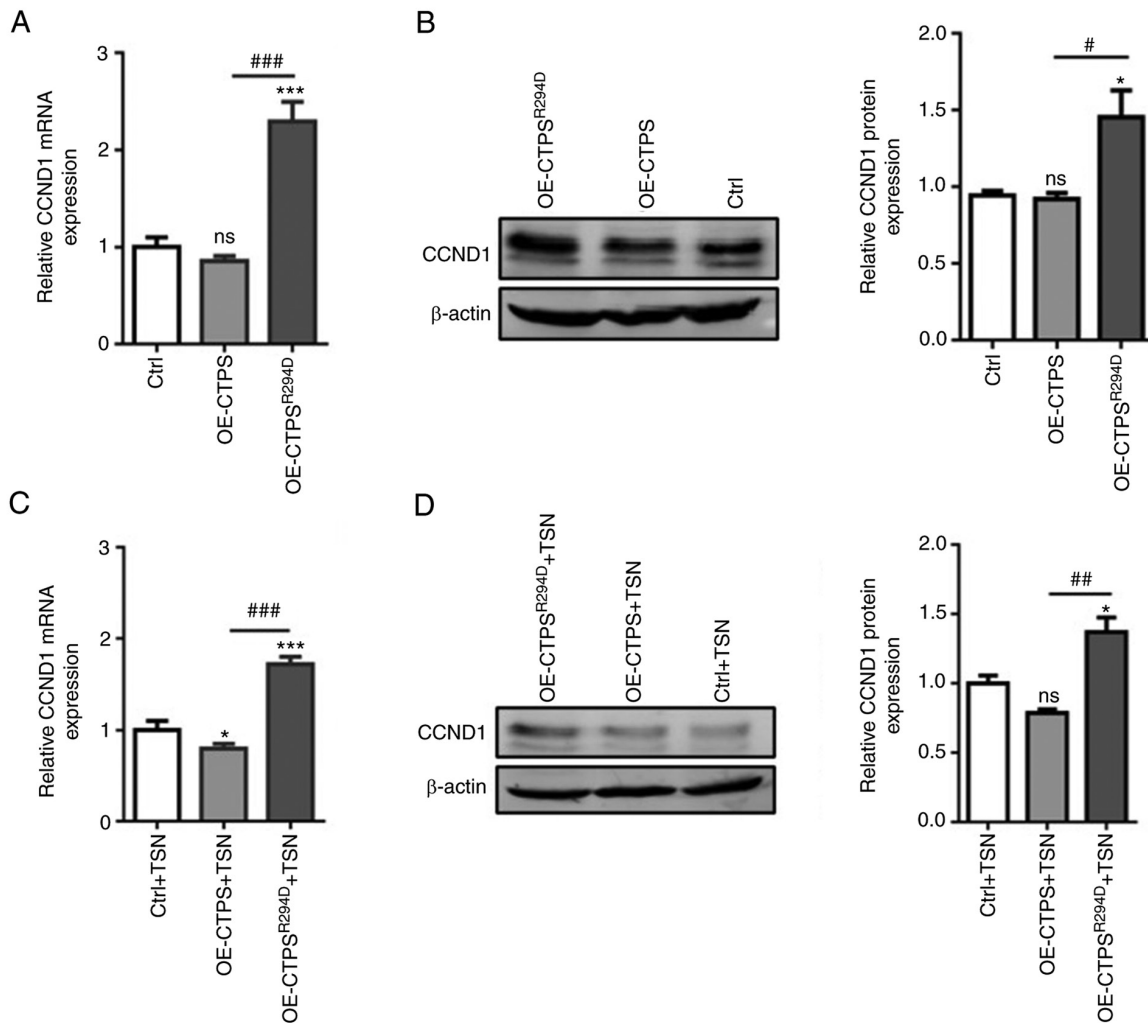 A
Relative CCND1 mRNA
expression
3
2
1
0
###
***
ns
Ctrl
OE-CTPS
OE-CTPSR294D
B
OE-CTPSR294D
OE-CTPS
Ctrl
CCND1
β-actin
Relative CCND1 protein
expression
2.0
1.5
1.0
0.5
0.0
#
*
ns
Ctrl
OE-CTPS
OE-CTPSR294D
C
Relative CCND1 mRNA
expression
3
2
1
0
###
***
*
Ctrl+TSN
OE-CTPS+TSN
OE-CTPSR294D+TSN
D
OE-CTPSR294D+TSN
OE-CTPS+TSN
Ctrl+TSN
CCND1
β-actin
Relative CCND1 protein
expression
2.0
1.5
1.0
0.5
0.0
##
*
ns
Ctrl+TSN
OE-CTPS+TSN
OE-CTPSR294D+TSN